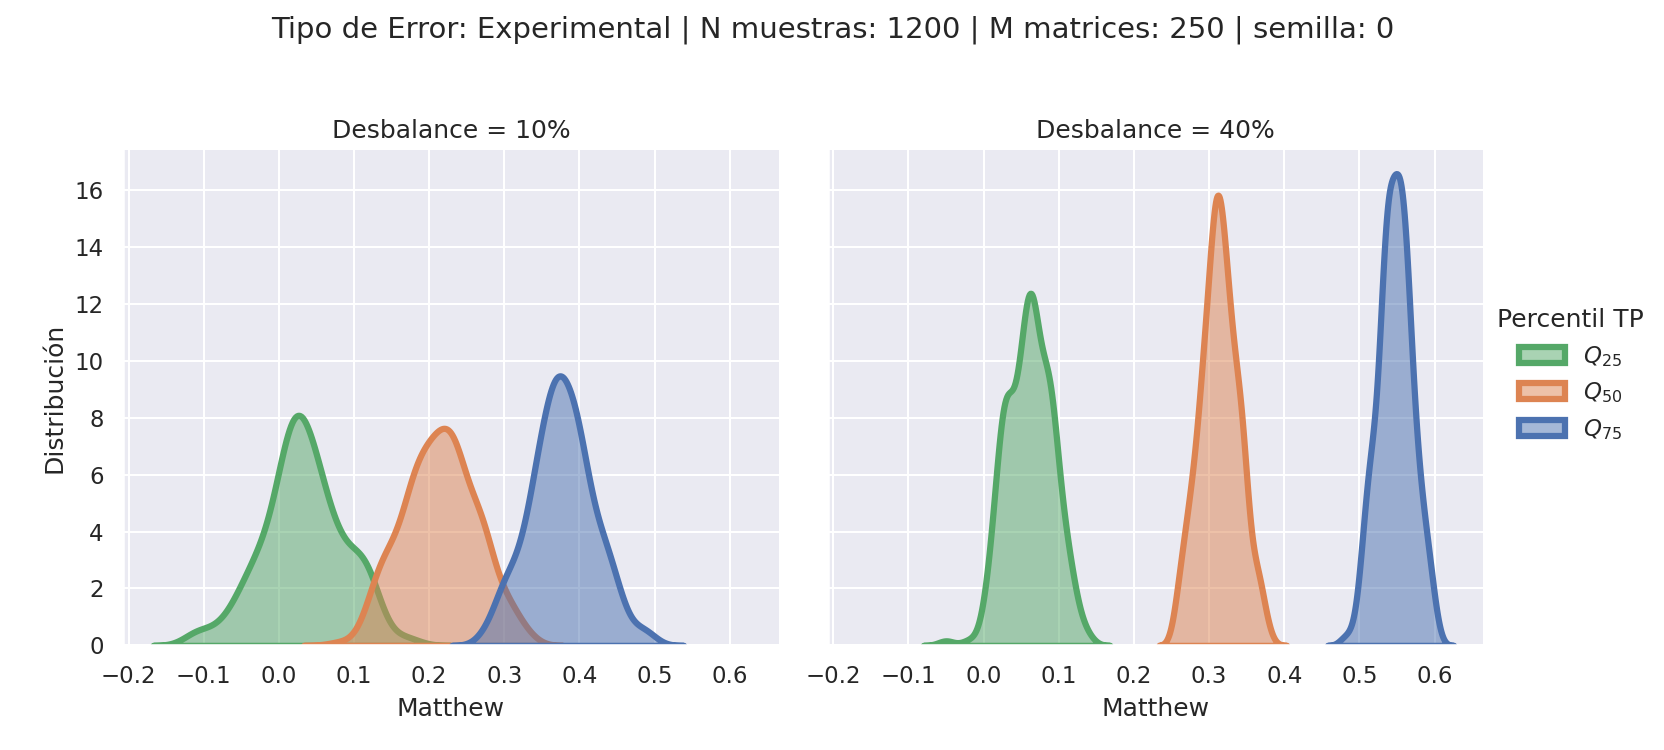 Tipo de Error: Experimental | N muestras: 1200 | M matrices: 250 | semilla: 0
Desbalance = 10%
Desbalance = 40%
Distribución
16
14
12
10
8
6
4
2
0
−0.2 −0.1 0.0 0.1 0.2 0.3 0.4 0.5 0.6
−0.2 −0.1 0.0 0.1 0.2 0.3 0.4 0.5 0.6
Matthew
Matthew
Percentil TP
Q25
Q50
Q75